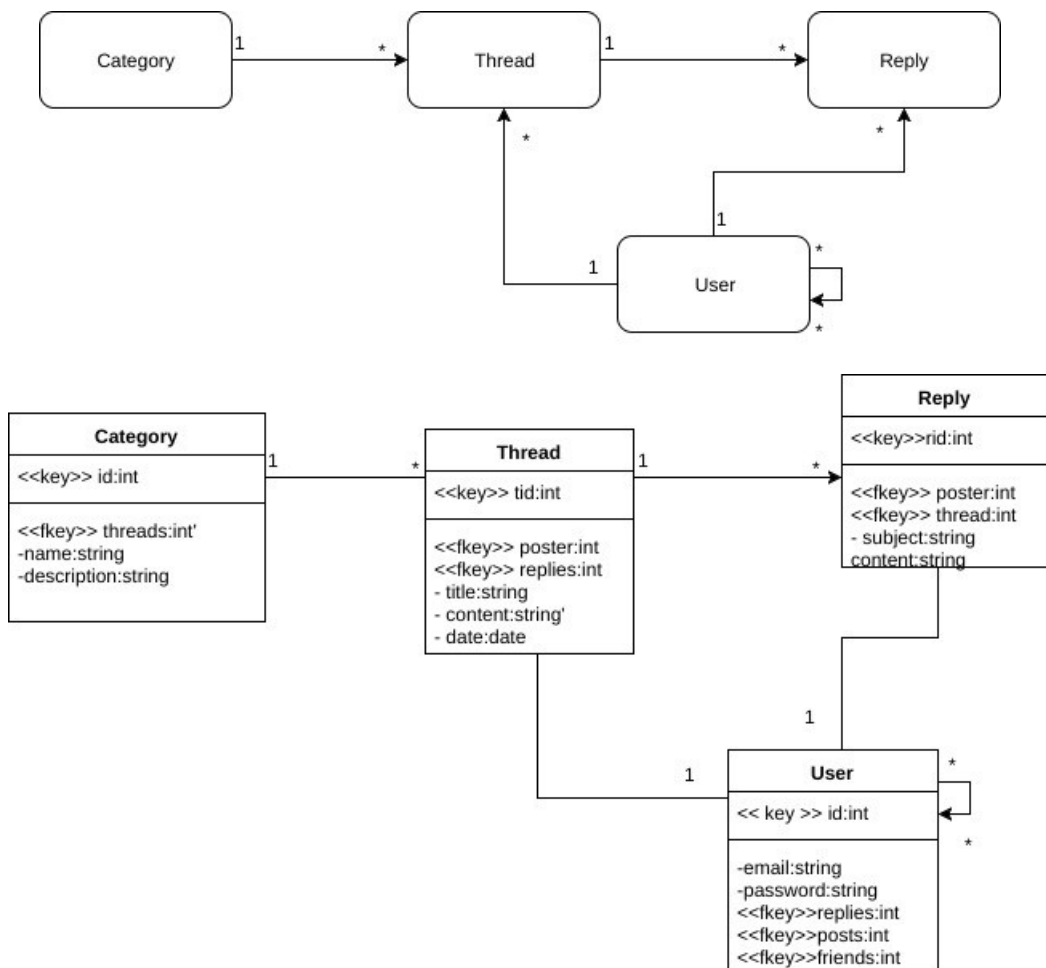 Category
1
*
Thread
1
*
Reply
*
*
1
1
User
*
*
Category
<<key>> id:int
<<fkey>> threads:int'
-name:string
-description:string
1
*
Thread
<<key>> tid:int
<<fkey>> poster:int
<<fkey>> replies:int
- title:string
- content:string'
- date:date
1
*
Reply
<<key>>rid:int
<<fkey>> poster:int
<<fkey>> thread:int
- subject:string
content:string
1
1
User
<< key >> id:int
-email:string
-password:string
<<fkey>>replies:int
<<fkey>>posts:int
<<fkey>>friends:int
*
*